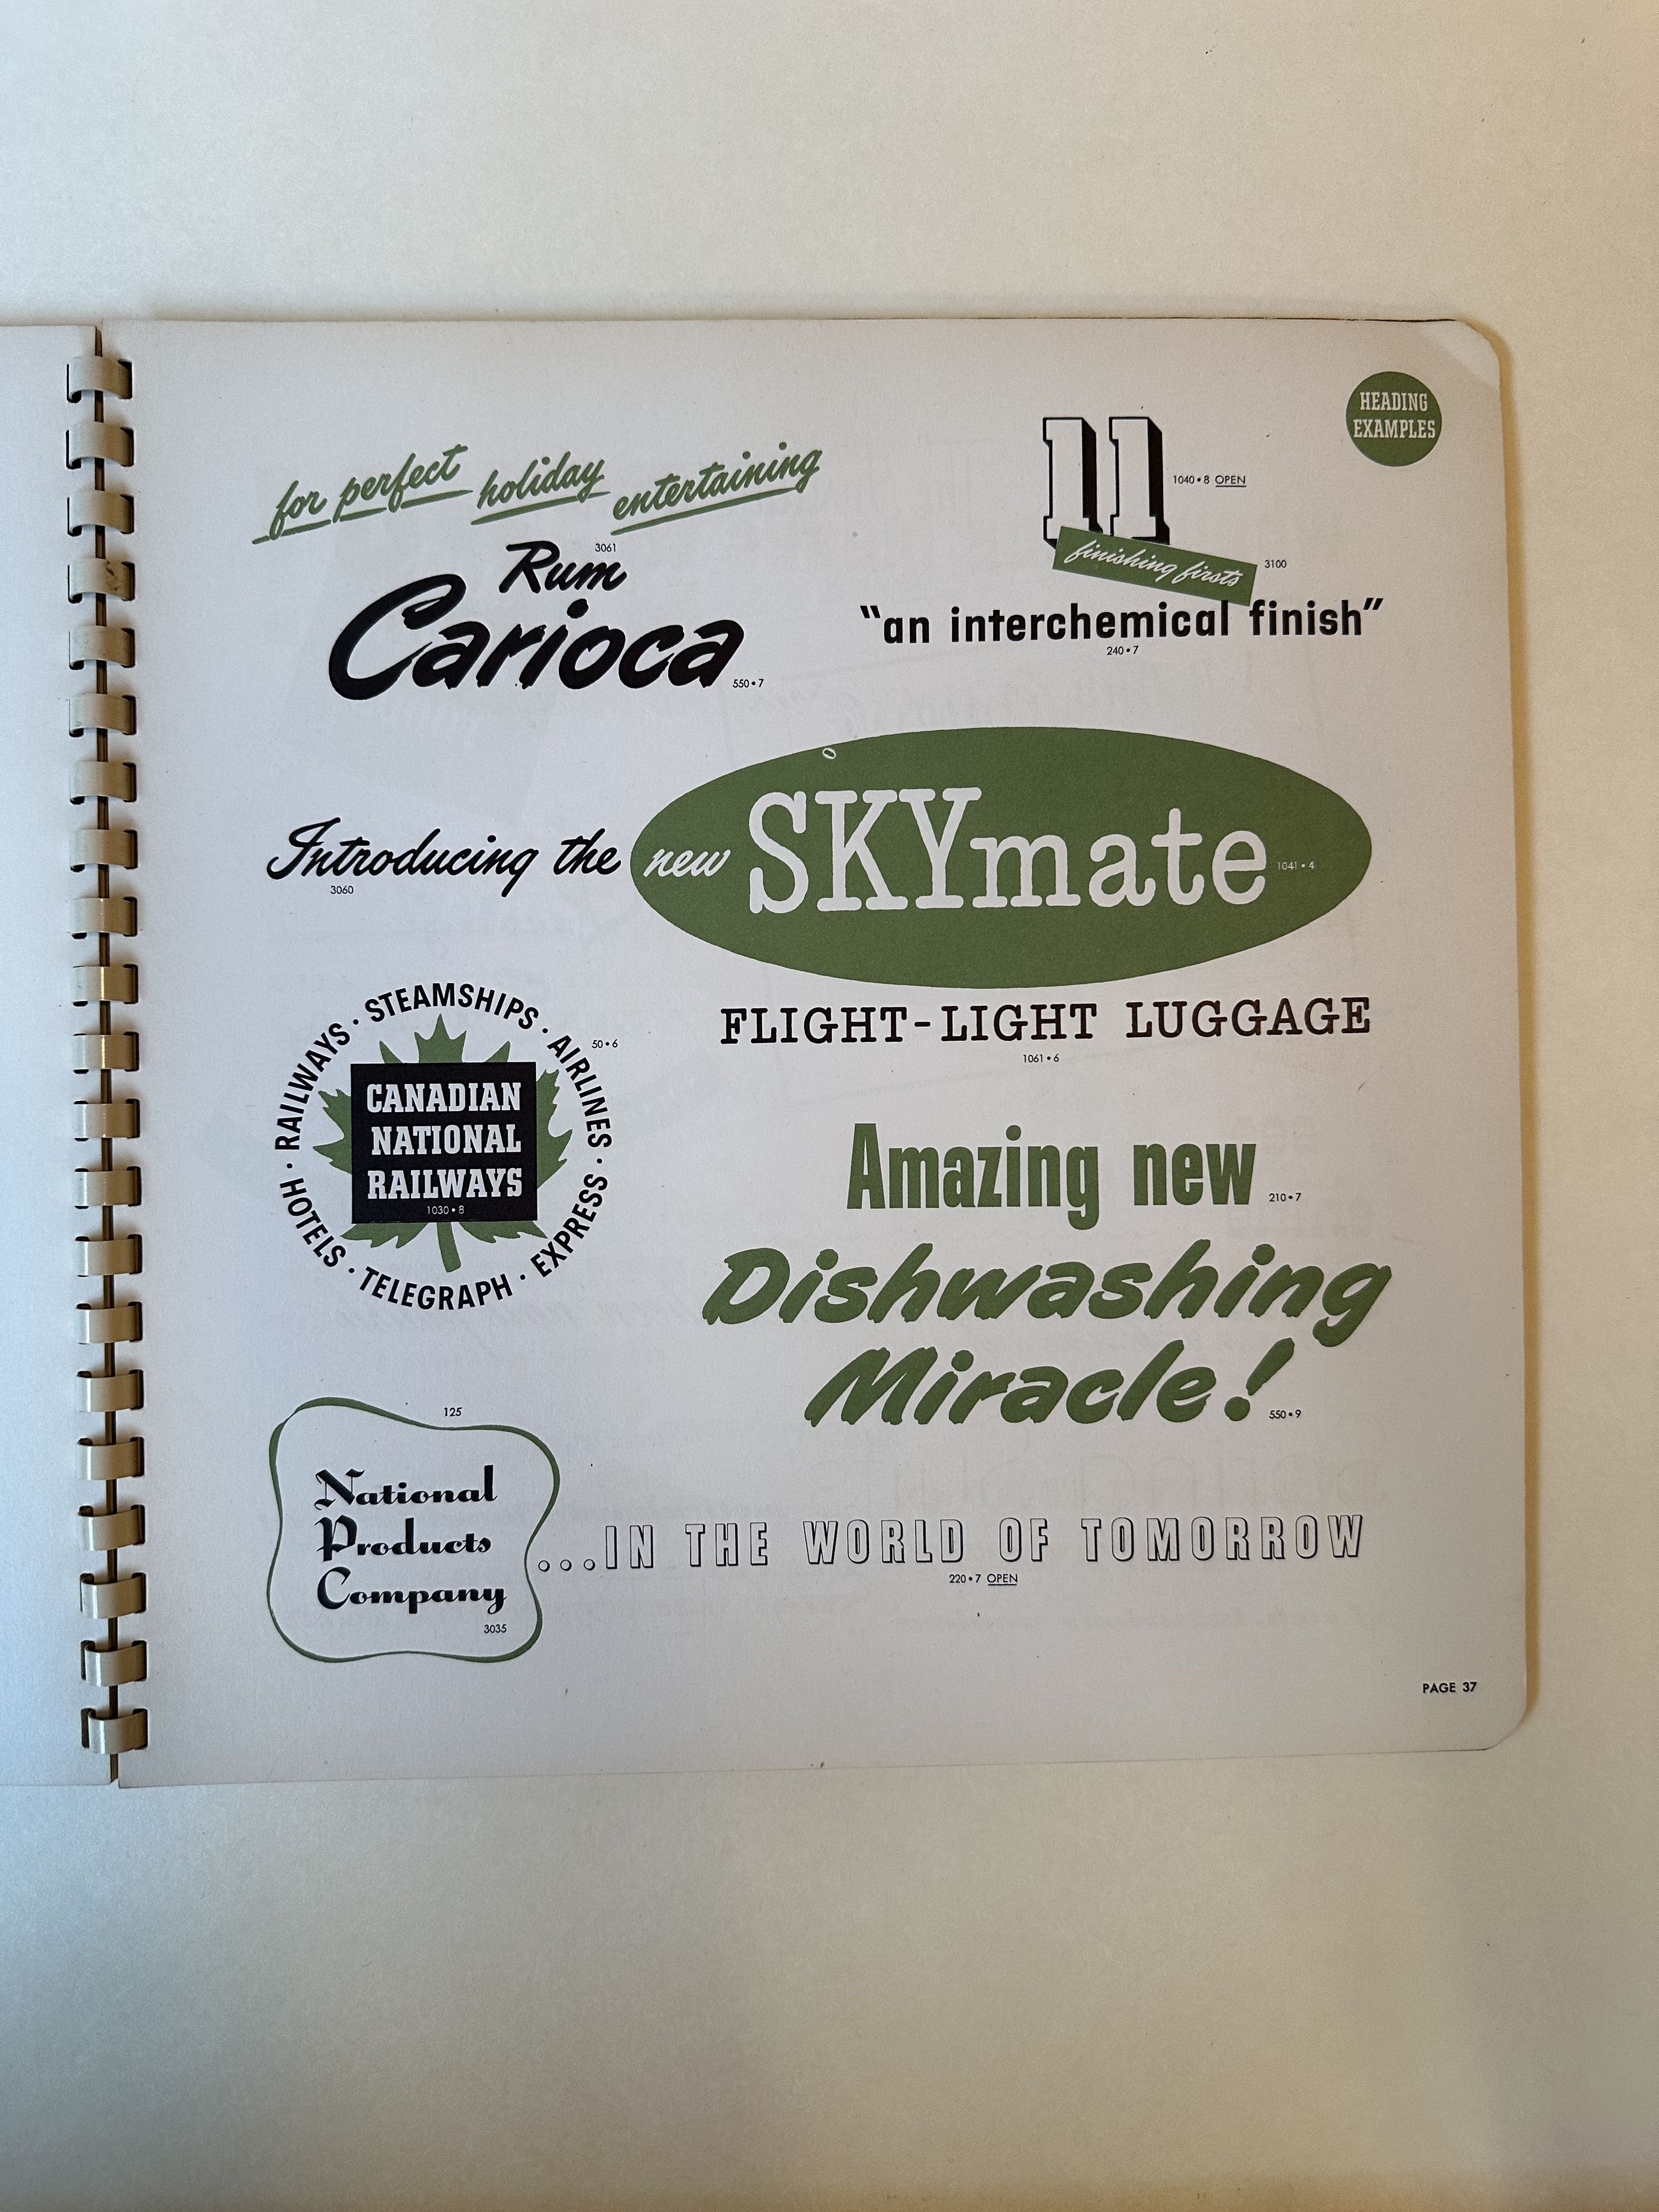 HEADING
EXAMPLES
for perfect holiday entertaining
3061
Rum
Carioca
550•7
11
1040•8 OPEN
finishing firsts
3100
"an interchemical finish"
240•7
Introducing the new SKYmate
3060
1041•4
FLIGHT-LIGHT LUGGAGE
1061•6
RAILWAYS · STEAMSHIPS · AIRLINES · EXPRESS · TELEGRAPH · HOTELS ·
50•6
CANADIAN
NATIONAL
RAILWAYS
1030•8
Amazing new
210•7
Dishwashing
Miracle!
550•9
125
National
Products
Company
3035
...IN THE WORLD OF TOMORROW
220•7 OPEN
PAGE 37